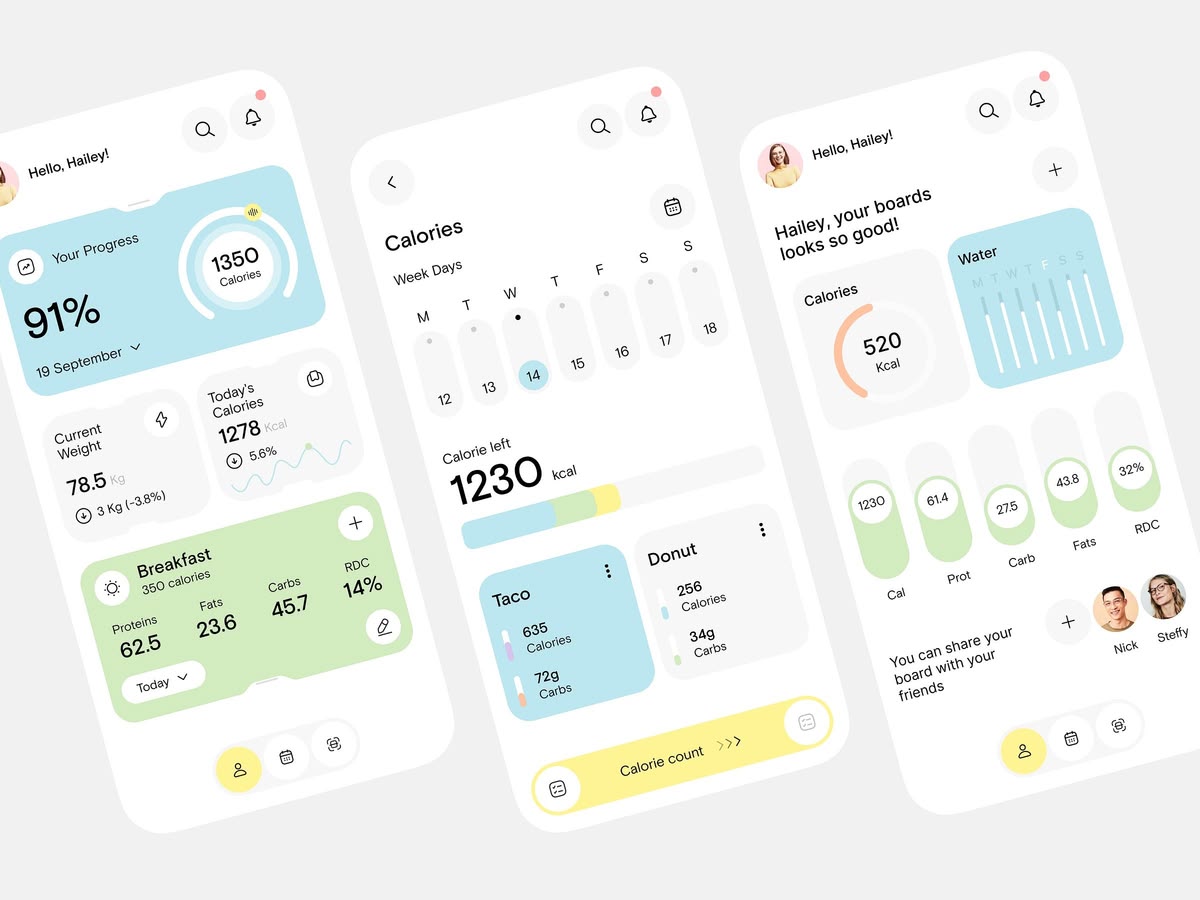 Hello, Hailey!
Your Progress
91%
19 September
1350
Calories
Current
Weight
78.5 Kg
3 Kg (-3.8%)
Today's
Calories
1278 Kcal
5.6%
Breakfast
350 calories
Proteins
62.5
Fats
23.6
Carbs
45.7
RDC
14%
Today
Calories
Week Days
M T W T F S S
12 13 14 15 16 17 18
Calorie left
1230 kcal
Taco
635
Calories
72g
Carbs
Donut
256
Calories
34g
Carbs
Calorie count
Hello, Hailey!
Hailey, your boards
looks so good!
Calories
520
Kcal
Water
M T W T F S S
1230 61.4 27.5 43.8 32%
Cal Prot Carb Fats RDC
You can share your
board with your
friends
Nick Steffy